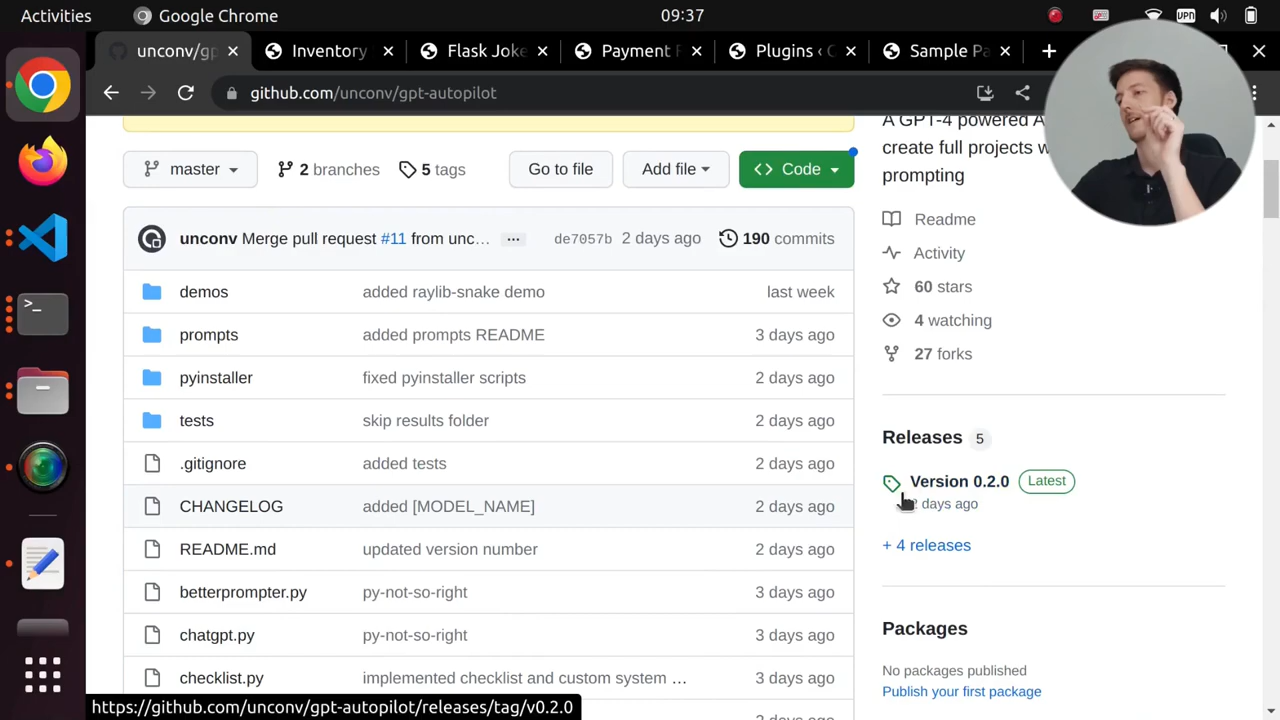 Activities
Google Chrome
09:37
VPN
unconv/gp
Inventory
Flask Joke
Payment F
Plugins ‹ C
Sample Pa
github.com/unconv/gpt-autopilot
master
2 branches
5 tags
Go to file
Add file
Code
unconv Merge pull request #11 from unc…
...
de7057b 2 days ago
190 commits
demos added raylib-snake demo last week
prompts added prompts README 3 days ago
pyinstaller fixed pyinstaller scripts 2 days ago
tests skip results folder 2 days ago
.gitignore added tests 2 days ago
CHANGELOG added [MODEL_NAME] 2 days ago
README.md updated version number 2 days ago
betterprompter.py py-not-so-right 3 days ago
chatgpt.py py-not-so-right 3 days ago
checklist.py implemented checklist and custom system … 3 days ago
A GPT-4 powered
create full projects
prompting
Readme
Activity
60 stars
4 watching
27 forks
Releases 5
Version 0.2.0 Latest
days ago
+ 4 releases
Packages
No packages published
Publish your first package
https://github.com/unconv/gpt-autopilot/releases/tag/v0.2.0